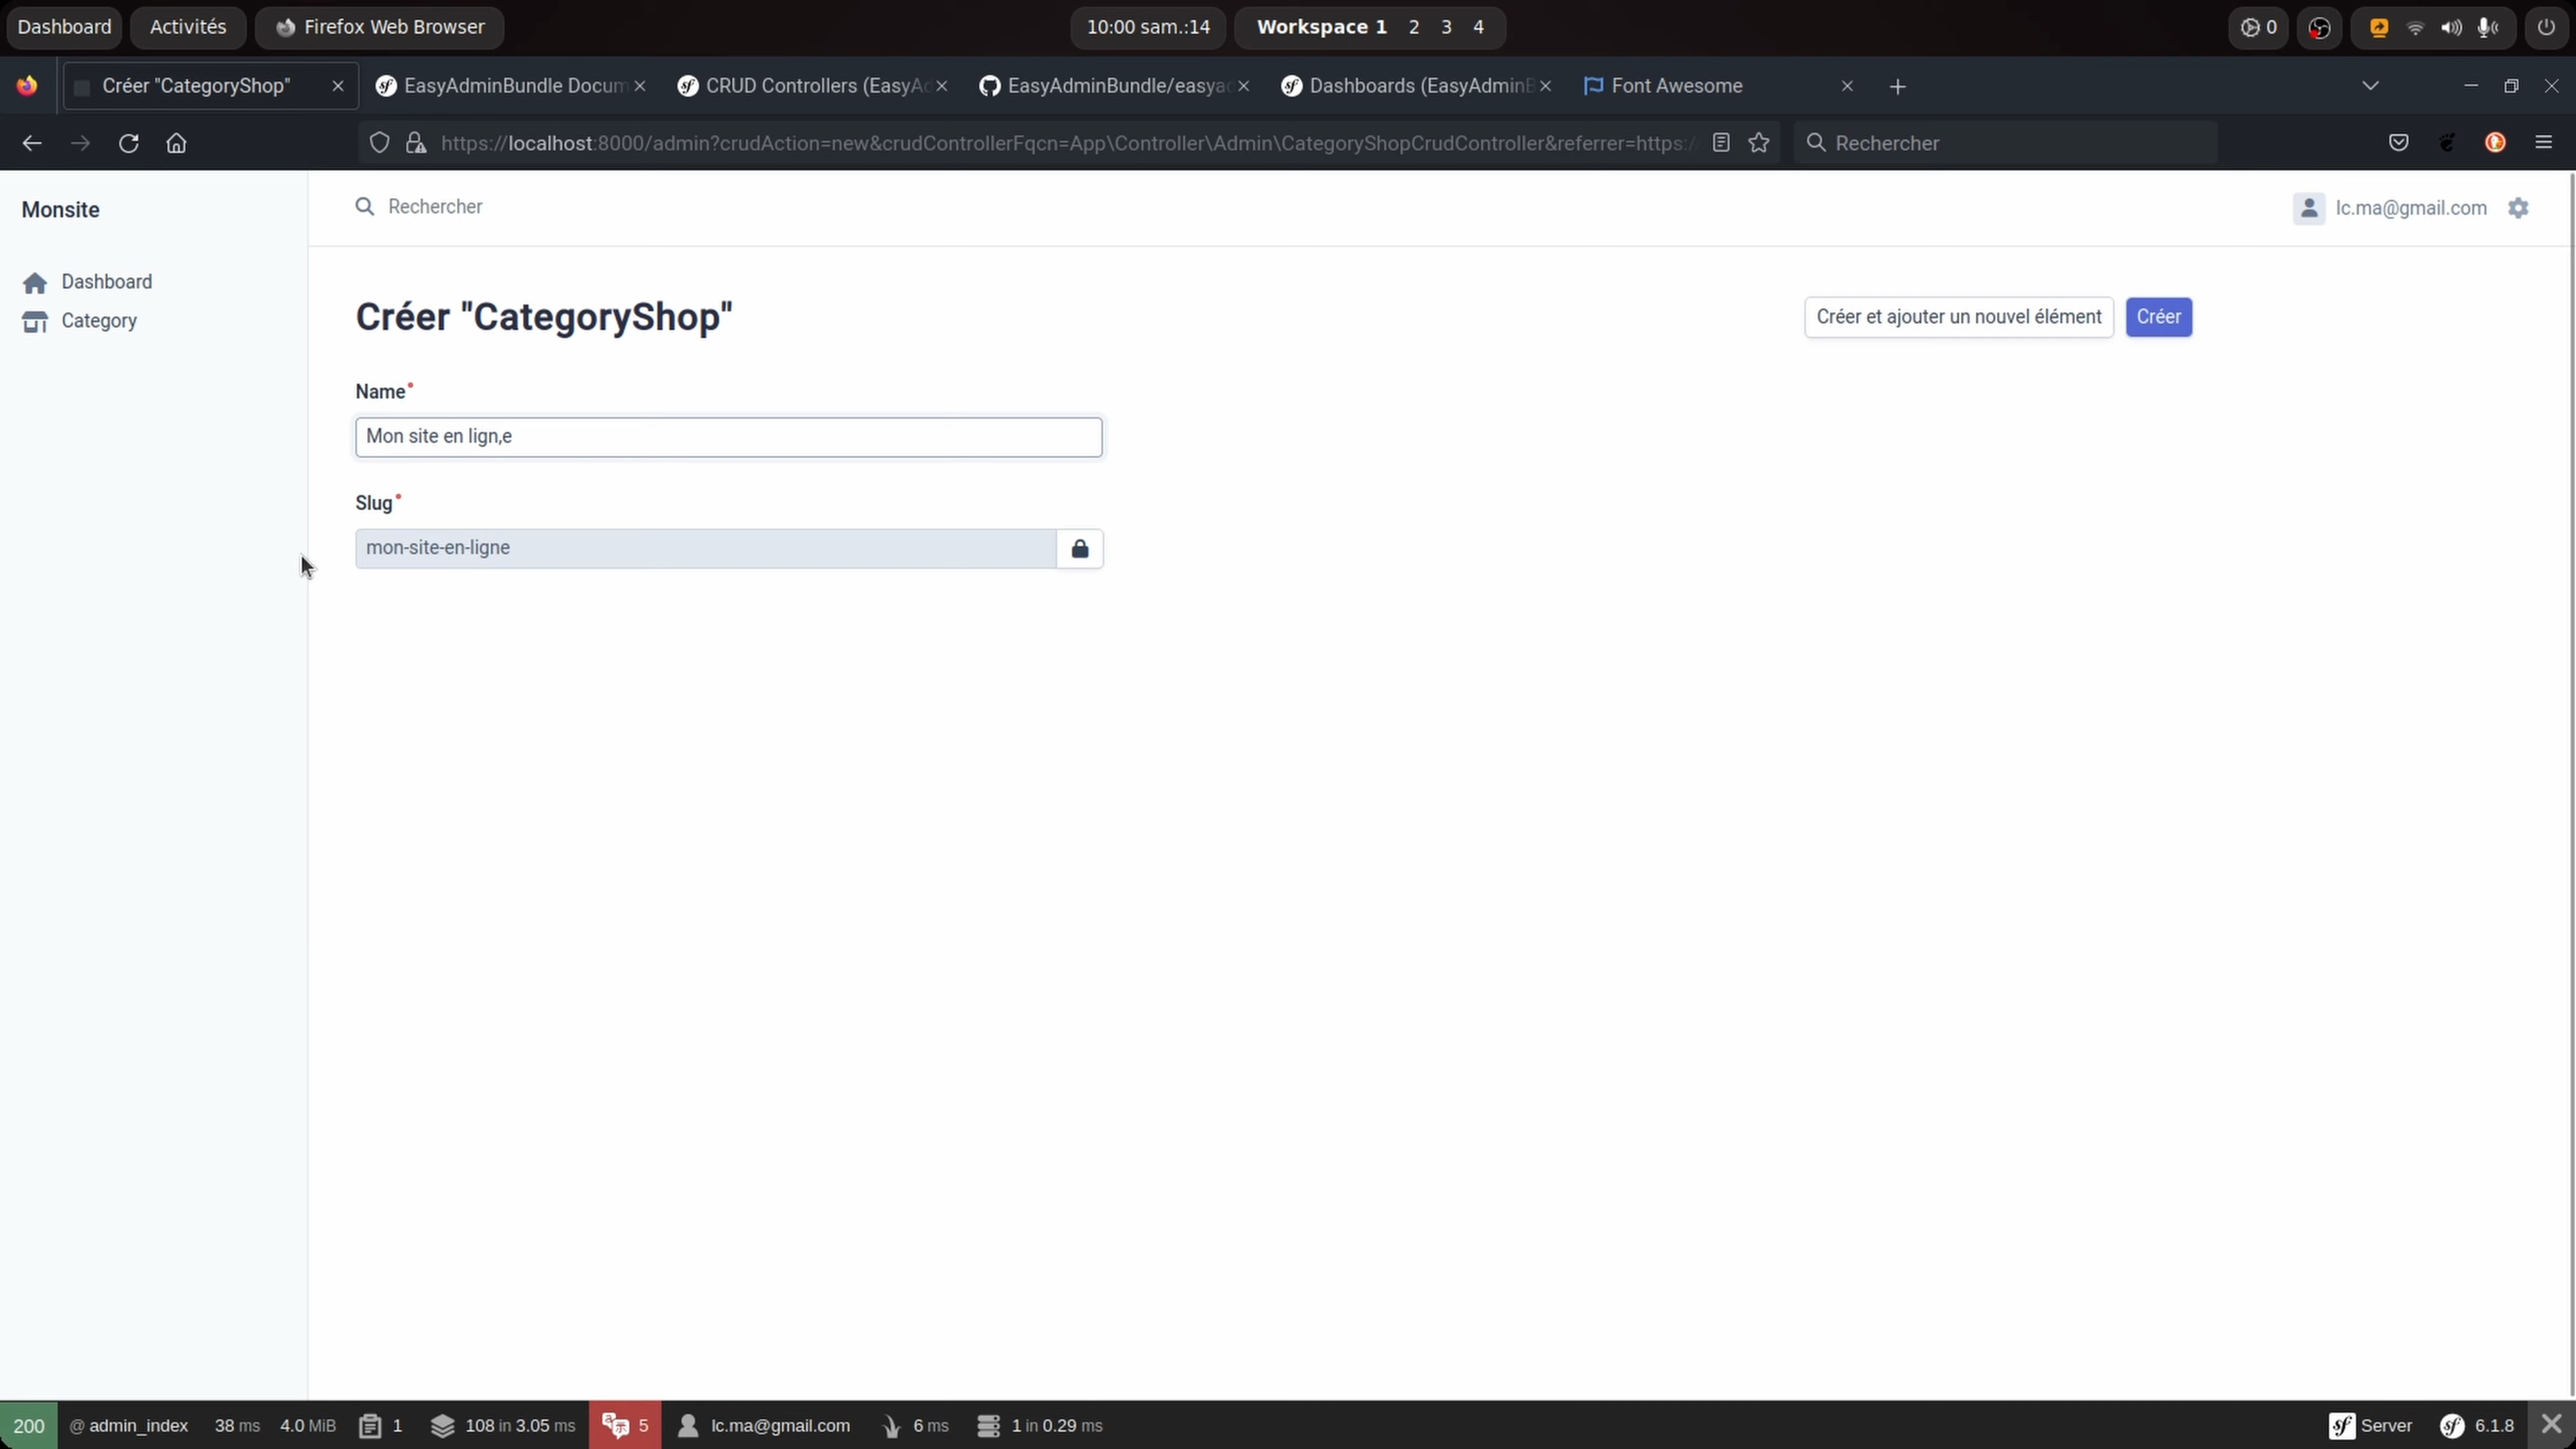 Dashboard Activités Firefox Web Browser 10:00 sam.:14 Workspace 1 2 3 4 0
Créer "CategoryShop" EasyAdminBundle Docum CRUD Controllers (EasyAd EasyAdminBundle/easyad Dashboards (EasyAdminB Font Awesome
https://localhost:8000/admin?crudAction=new&crudControllerFqcn=App\Controller\Admin\CategoryShopCrudController&referrer=https:/ Rechercher
Monsite
Rechercher
lc.ma@gmail.com
Dashboard
Category
Créer "CategoryShop"
Créer et ajouter un nouvel élément Créer
Name
Mon site en lign,e
Slug
mon-site-en-ligne
200 @ admin_index 38 ms 4.0 MiB 1 108 in 3.05 ms 5 lc.ma@gmail.com 6 ms 1 in 0.29 ms Server 6.1.8